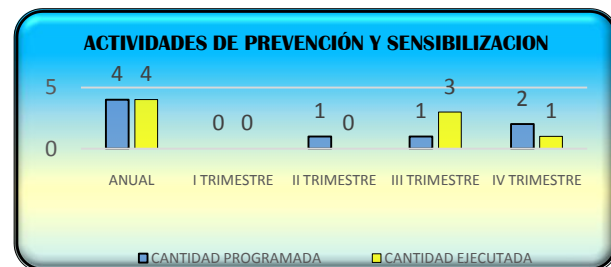 ACTIVIDADES DE PREVENCIÓN Y SENSIBILIZACION
5
0
4 4
0 0
1 0
1 3
2 1
ANUAL I TRIMESTRE II TRIMESTRE III TRIMESTRE IV TRIMESTRE
CANTIDAD PROGRAMADA CANTIDAD EJECUTADA